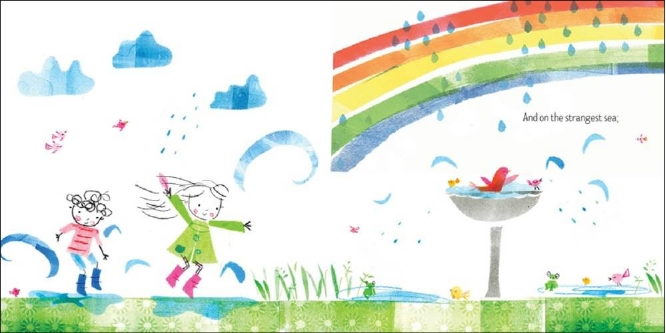 And on the strangest sea;